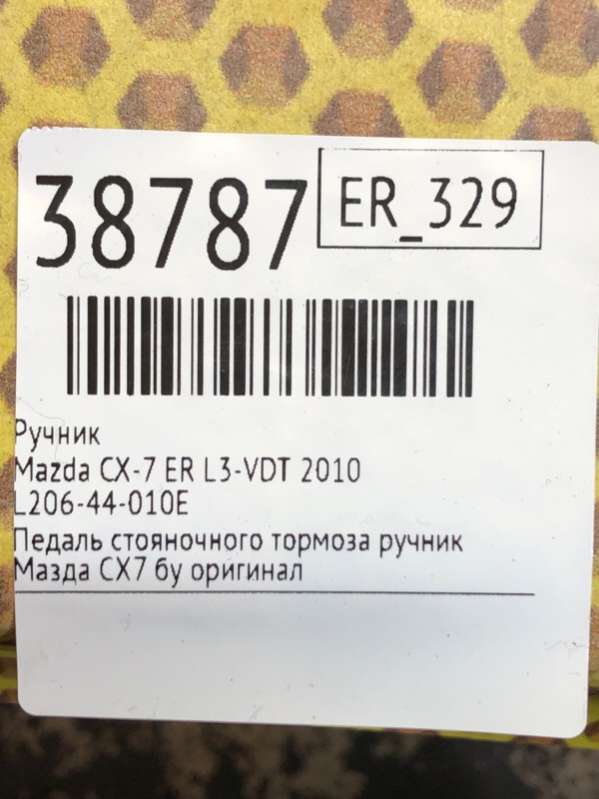 38787
ER_329
Ручник
Mazda CX-7 ER L3-VDT 2010
L206-44-010E
Педаль стояночного тормоза ручник
Мазда СХ7 бу оригинал